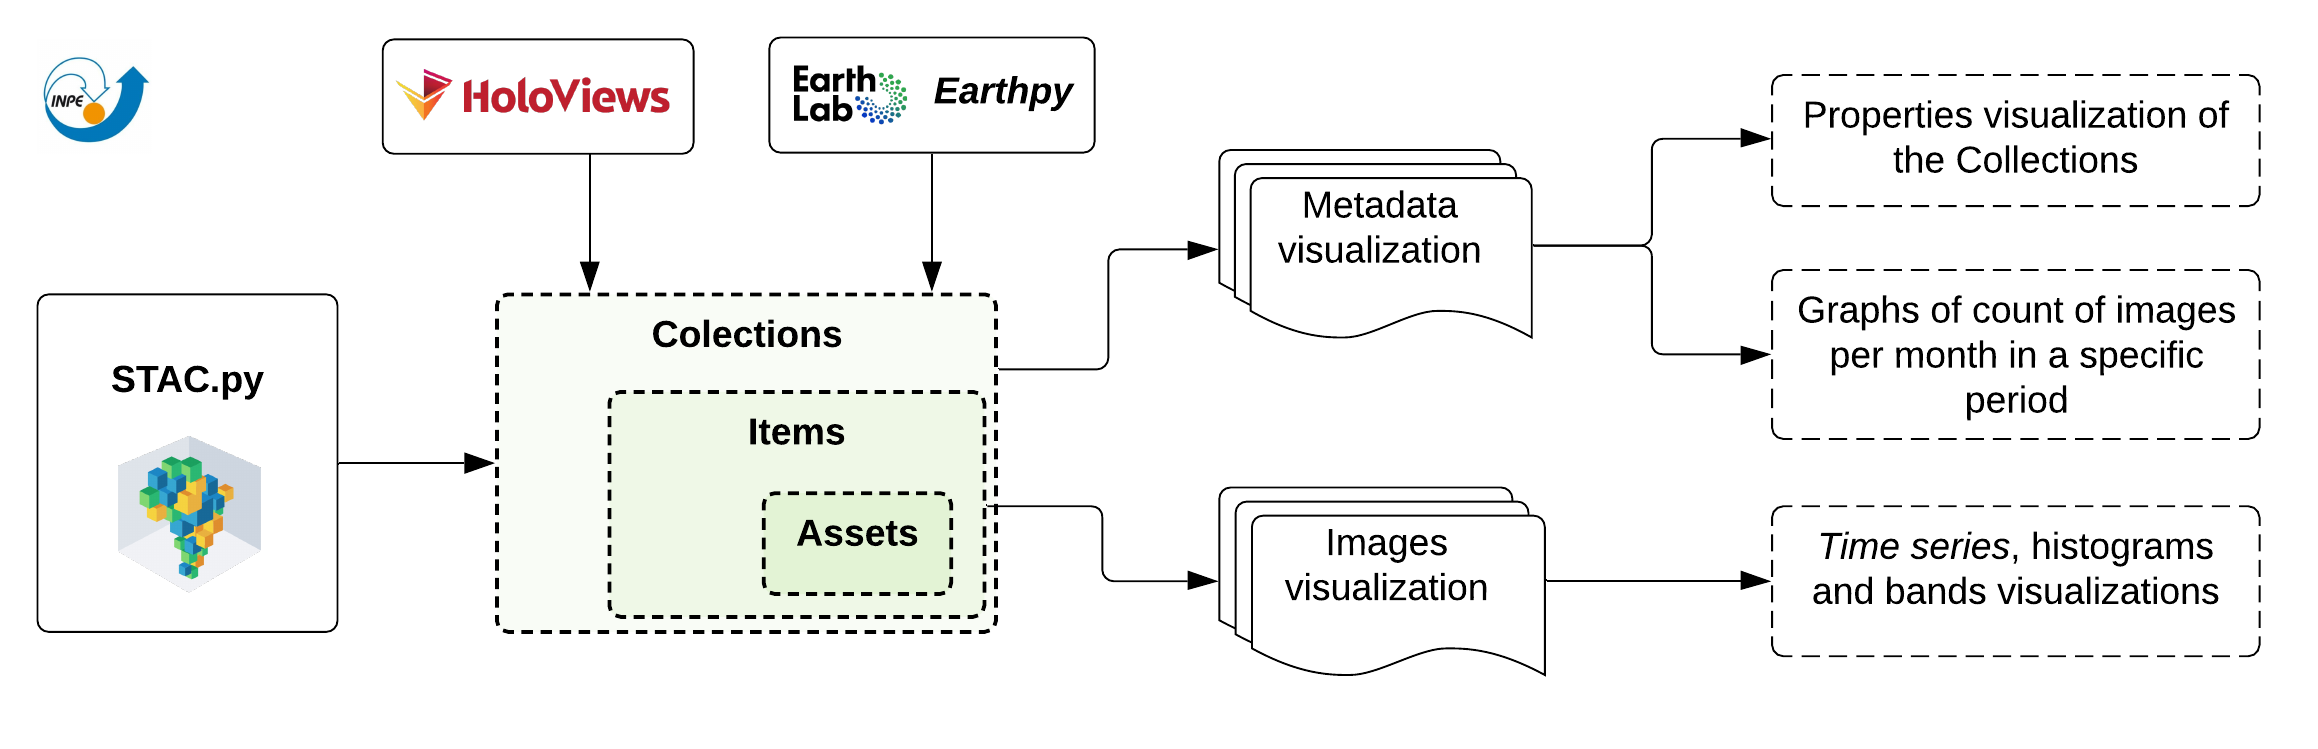 INPE
HoloViews
Earth
Lab
Earthpy
STAC.py
Colections
Items
Assets
Metadata
visualization
Images
visualization
Properties visualization of
the Collections
Graphs of count of images
per month in a specific
period
Time series, histograms
and bands visualizations